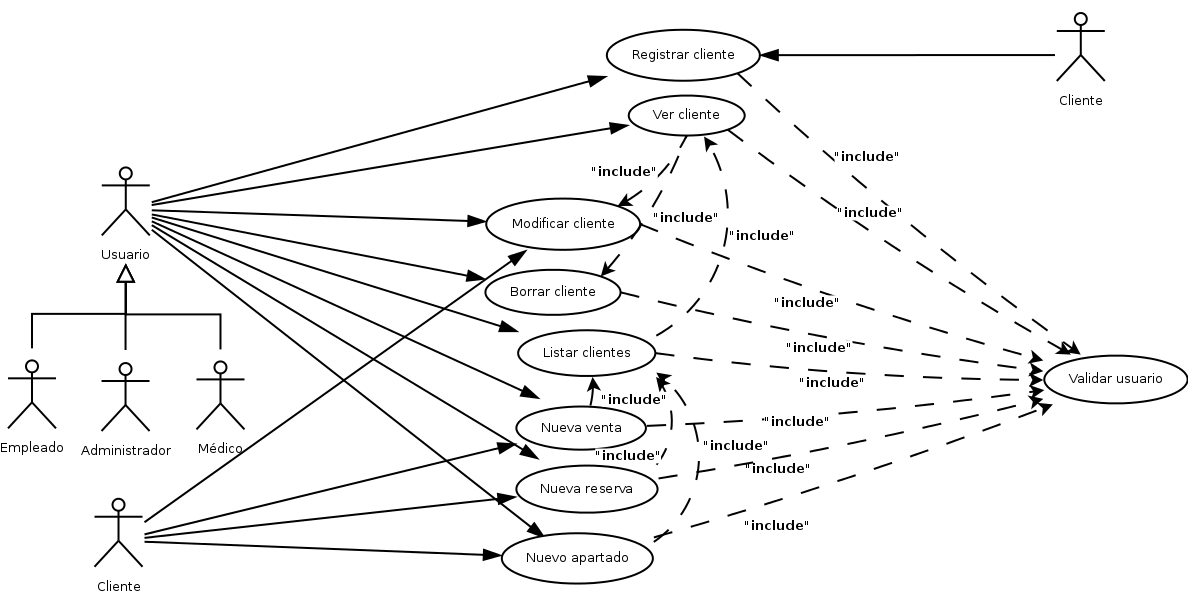 Registrar cliente
Cliente
Ver cliente
"include"
"include"
"include"
"include"
Modificar cliente
"include"
Usuario
Borrar cliente
"include"
"include"
Listar clientes
Validar usuario
"include"
"include"
"include"
Nueva venta
Empleado
Administrador
Médico
"include"
"include"
"include"
Nueva reserva
"include"
Nuevo apartado
Cliente